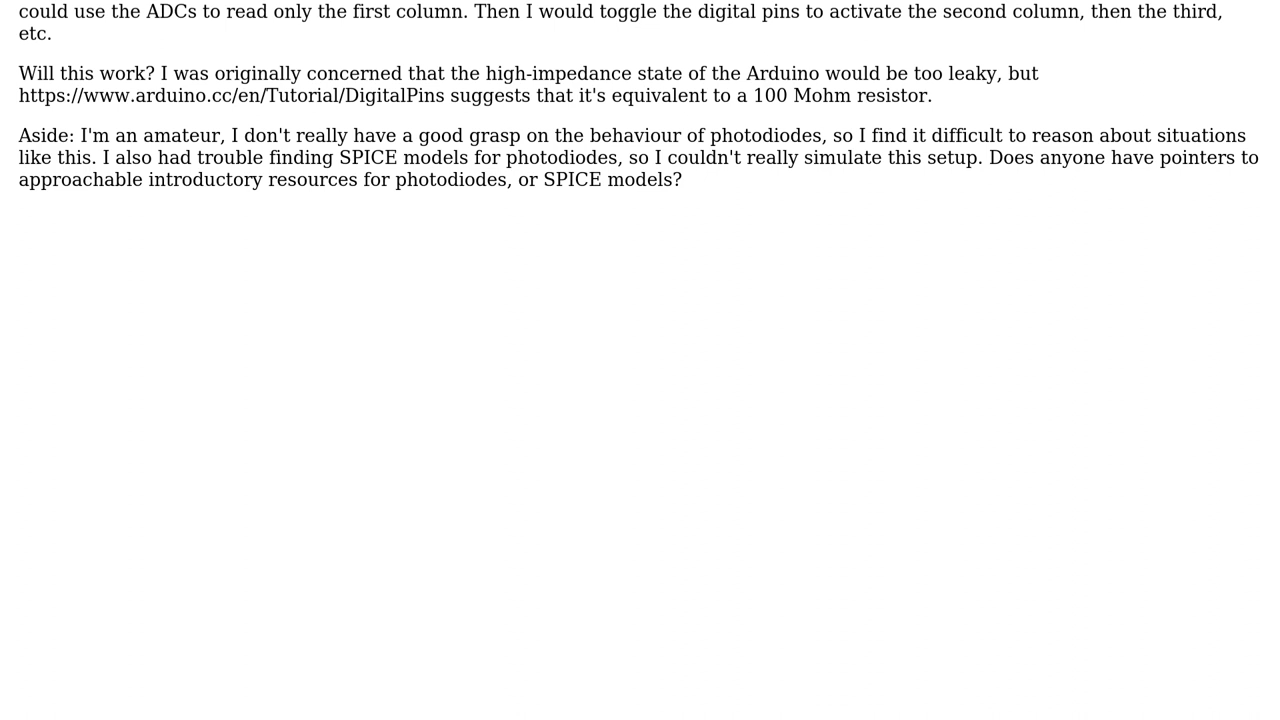 could use the ADCs to read only the first column. Then I would toggle the digital pins to activate the second column, then the third,
etc.
Will this work? I was originally concerned that the high-impedance state of the Arduino would be too leaky, but
https://www.arduino.cc/en/Tutorial/DigitalPins suggests that it's equivalent to a 100 Mohm resistor.
Aside: I'm an amateur, I don't really have a good grasp on the behaviour of photodiodes, so I find it difficult to reason about situations
like this. I also had trouble finding SPICE models for photodiodes, so I couldn't really simulate this setup. Does anyone have pointers to
approachable introductory resources for photodiodes, or SPICE models?